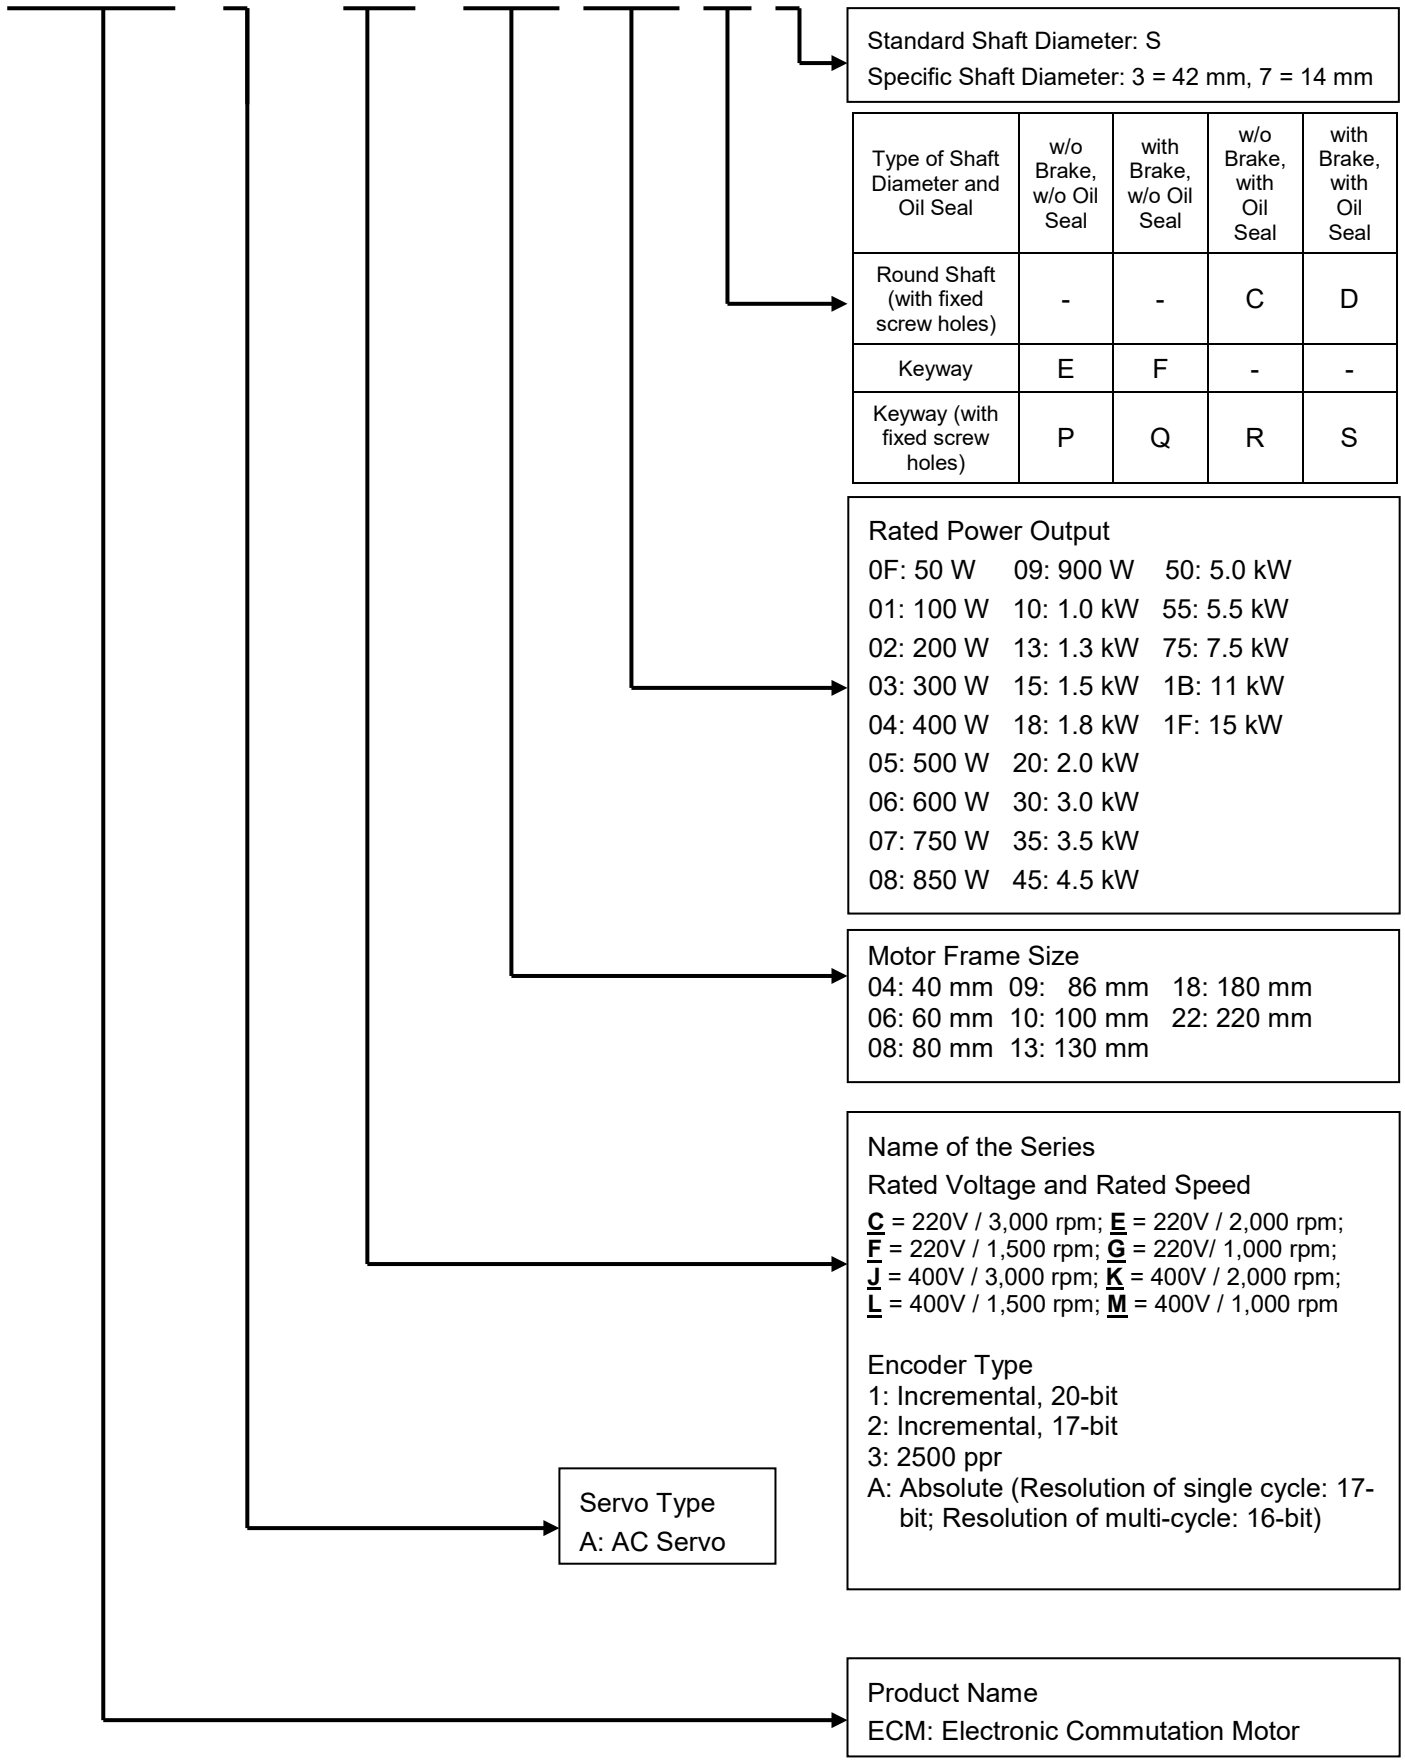 Standard Shaft Diameter: S
Specific Shaft Diameter: 3 = 42 mm, 7 = 14 mm
Type of Shaft Diameter and Oil Seal | w/o Brake, w/o Oil Seal | with Brake, w/o Oil Seal | w/o Brake, with Oil Seal | with Brake, with Oil Seal
Round Shaft (with fixed screw holes) | - | - | C | D
Keyway | E | F | - | -
Keyway (with fixed screw holes) | P | Q | R | S
Rated Power Output
0F: 50 W 09: 900 W 50: 5.0 kW
01: 100 W 10: 1.0 kW 55: 5.5 kW
02: 200 W 13: 1.3 kW 75: 7.5 kW
03: 300 W 15: 1.5 kW 1B: 11 kW
04: 400 W 18: 1.8 kW 1F: 15 kW
05: 500 W 20: 2.0 kW
06: 600 W 30: 3.0 kW
07: 750 W 35: 3.5 kW
08: 850 W 45: 4.5 kW
Motor Frame Size
04: 40 mm 09: 86 mm 18: 180 mm
06: 60 mm 10: 100 mm 22: 220 mm
08: 80 mm 13: 130 mm
Name of the Series
Rated Voltage and Rated Speed
C = 220V / 3,000 rpm; E = 220V / 2,000 rpm;
F = 220V / 1,500 rpm; G = 220V/ 1,000 rpm;
J = 400V / 3,000 rpm; K = 400V / 2,000 rpm;
L = 400V / 1,500 rpm; M = 400V / 1,000 rpm
Encoder Type
1: Incremental, 20-bit
2: Incremental, 17-bit
3: 2500 ppr
A: Absolute (Resolution of single cycle: 17-
bit; Resolution of multi-cycle: 16-bit)
Servo Type
A: AC Servo
Product Name
ECM: Electronic Commutation Motor